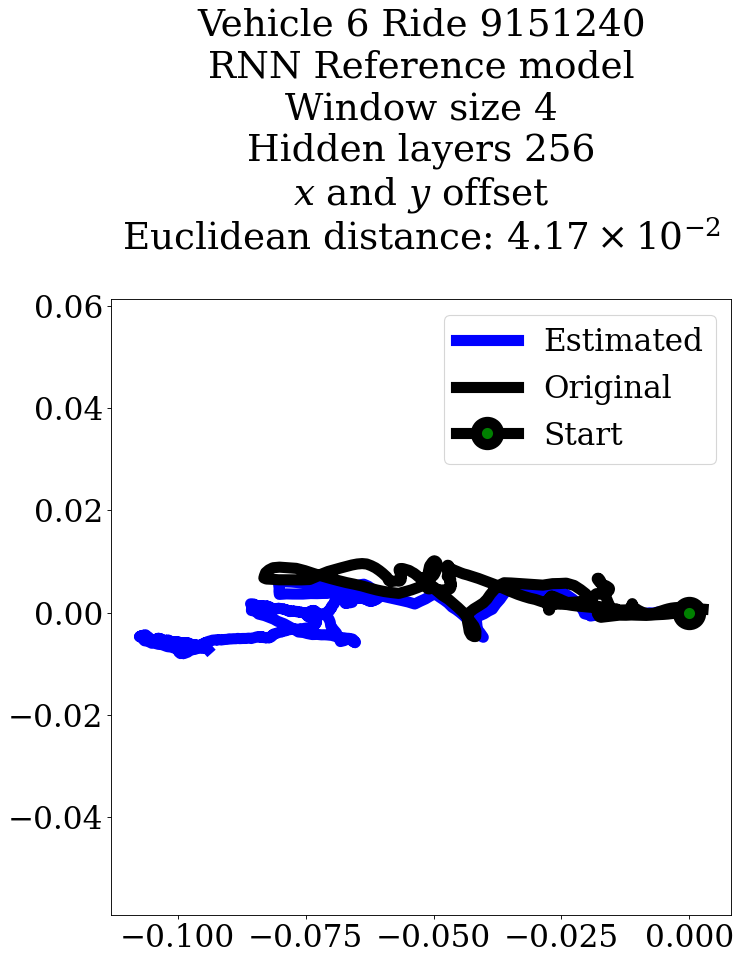 Vehicle 6 Ride 9151240
RNN Reference model
Window size 4
Hidden layers 256
x and y offset
Euclidean distance: 4.17 × 10⁻²
0.06
0.04
0.02
0.00
−0.02
−0.04
Estimated
Original
Start
−0.100 −0.075 −0.050 −0.025 0.000